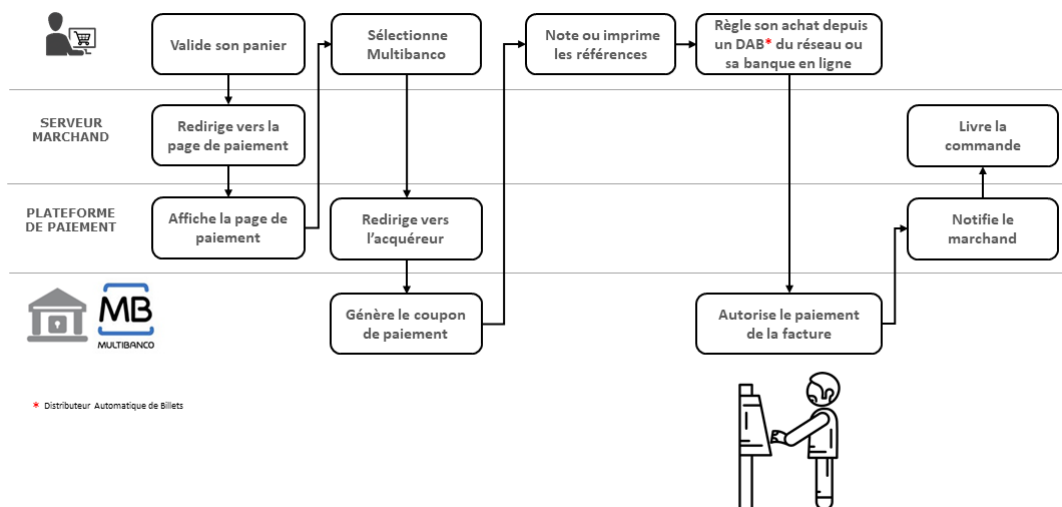 Valide son panier
Sélectionne
Multibanco
Note ou imprime
les références
Règle son achat depuis
un DAB* du réseau ou
sa banque en ligne
SERVEUR
MARCHAND
Redirige vers la
page de paiement
Livre la
commande
PLATEFORME
DE PAIEMENT
Affiche la page de
paiement
Redirige vers
l'acquéreur
Notifie le
marchand
MB
MULTIBANCO
Génère le coupon
de paiement
Autorise le paiement
de la facture
* Distributeur Automatique de Billets